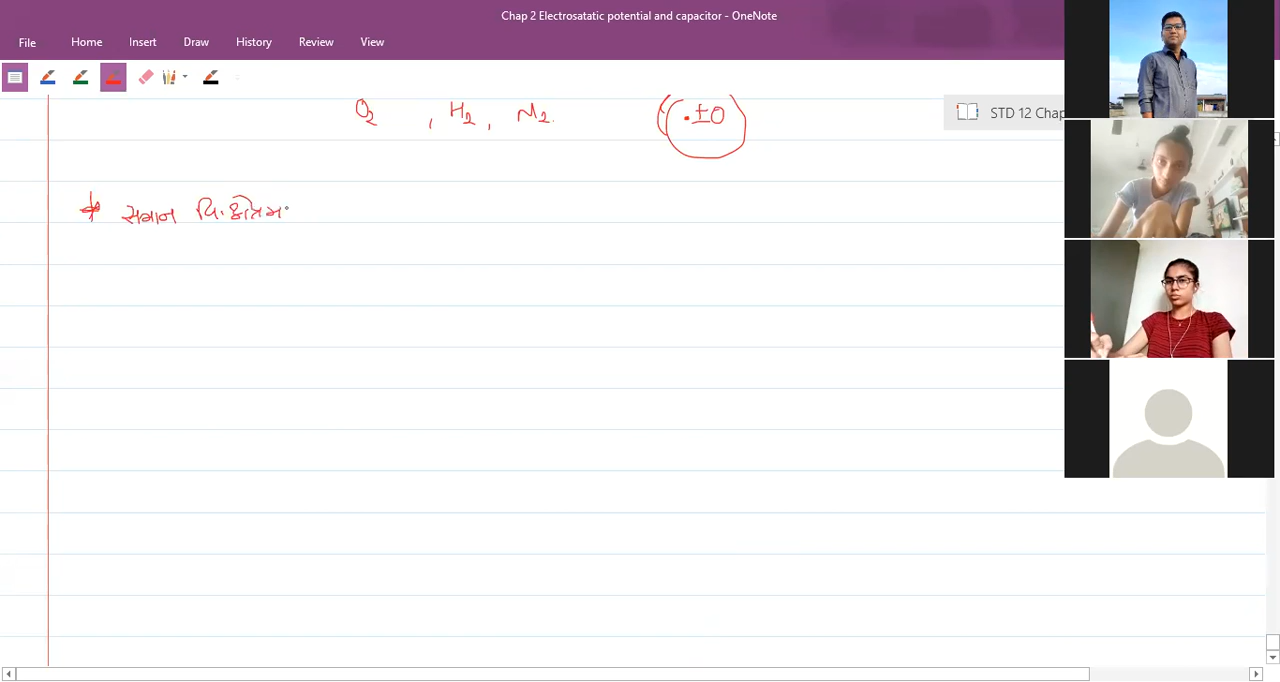 Chap 2 Electrosatatic potential and capacitor - OneNote
File Home Insert Draw History Review View
STD 12 Chap
O2 , H2 , N2. . ±0
* સમાન વિ.ક્ષેત્રમ